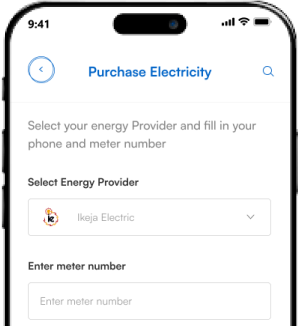 9:41
Purchase Electricity
Select your energy Provider and fill in your
phone and meter number
Select Energy Provider
ie Ikeja Electric
Enter meter number
Enter meter number